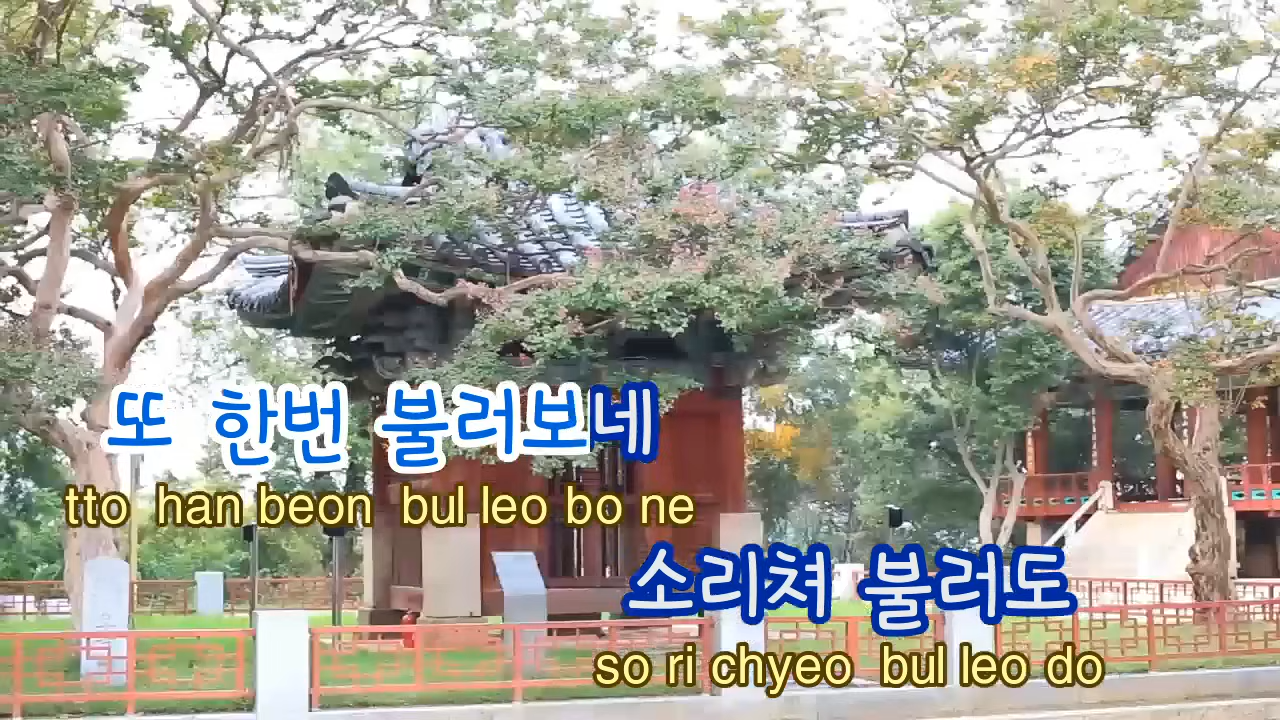 또 한번 불러보네
tto han beon bul leo bo ne
소리쳐 불러도
so ri chyeo bul leo do